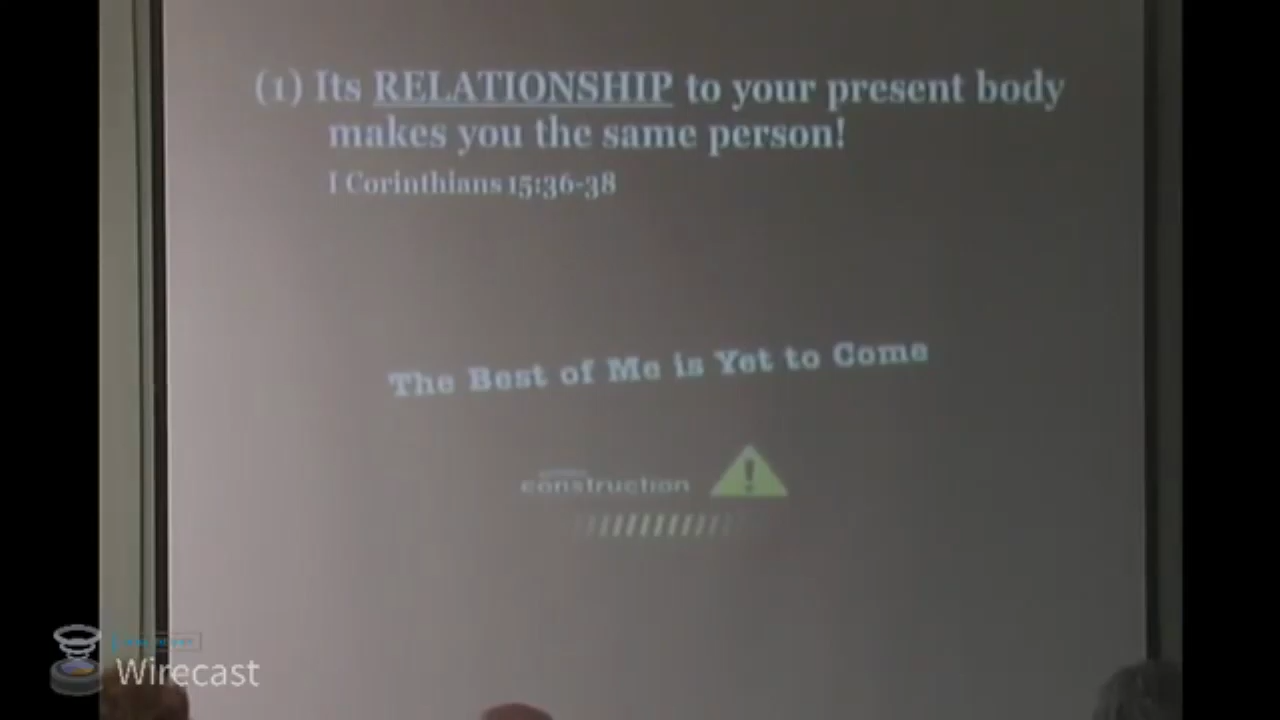 (1) Its RELATIONSHIP to your present body
makes you the same person!
I Corinthians 15:36-38
The Best of Me is Yet to Come
construction
!
Wirecast